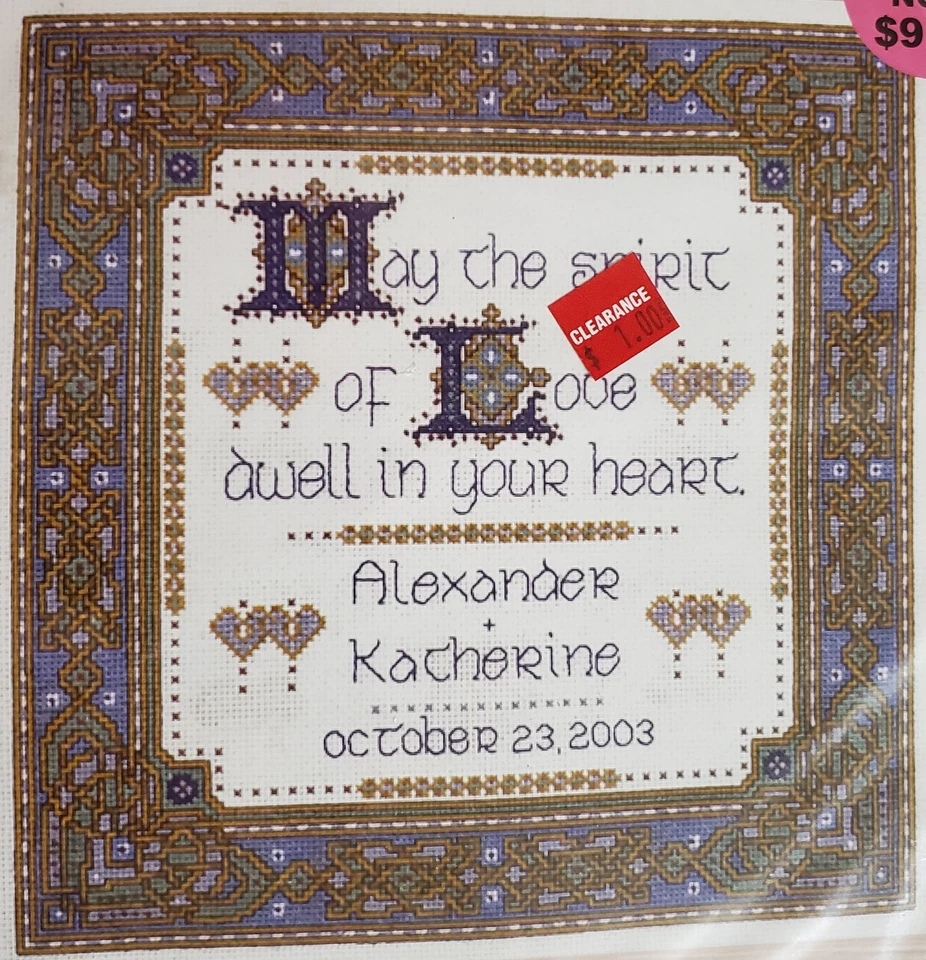 $9
May the spirit
CLEARANCE
$ 1.00
of Love
dwell in your heart.
Alexander
+
Katherine
October 23, 2003